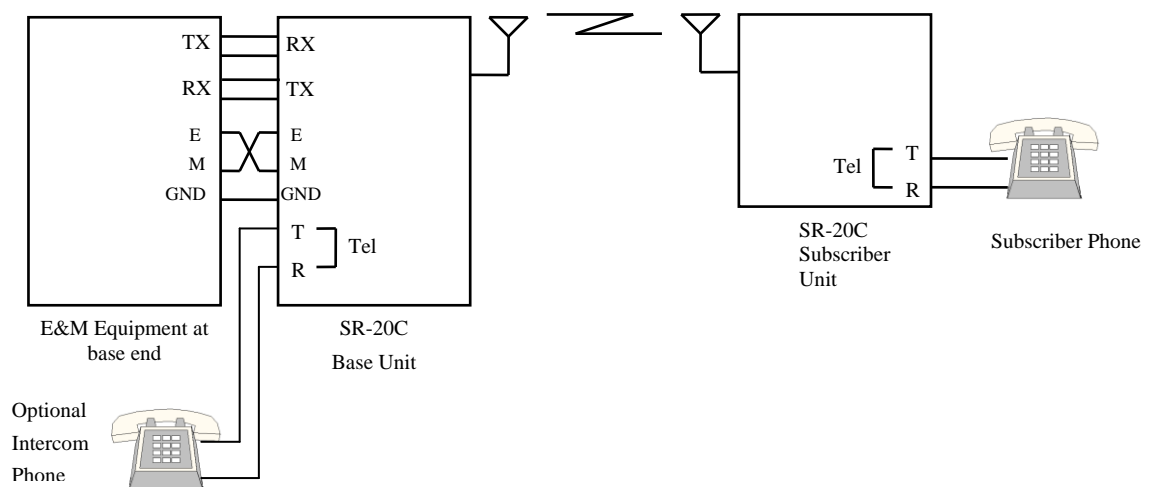 TX
RX
RX
TX
E
E
M
M
GND
GND
T
Tel
R
Tel
T
R
E&M Equipment at
base end
SR-20C
Base Unit
SR-20C
Subscriber
Unit
Subscriber Phone
Optional
Intercom
Phone